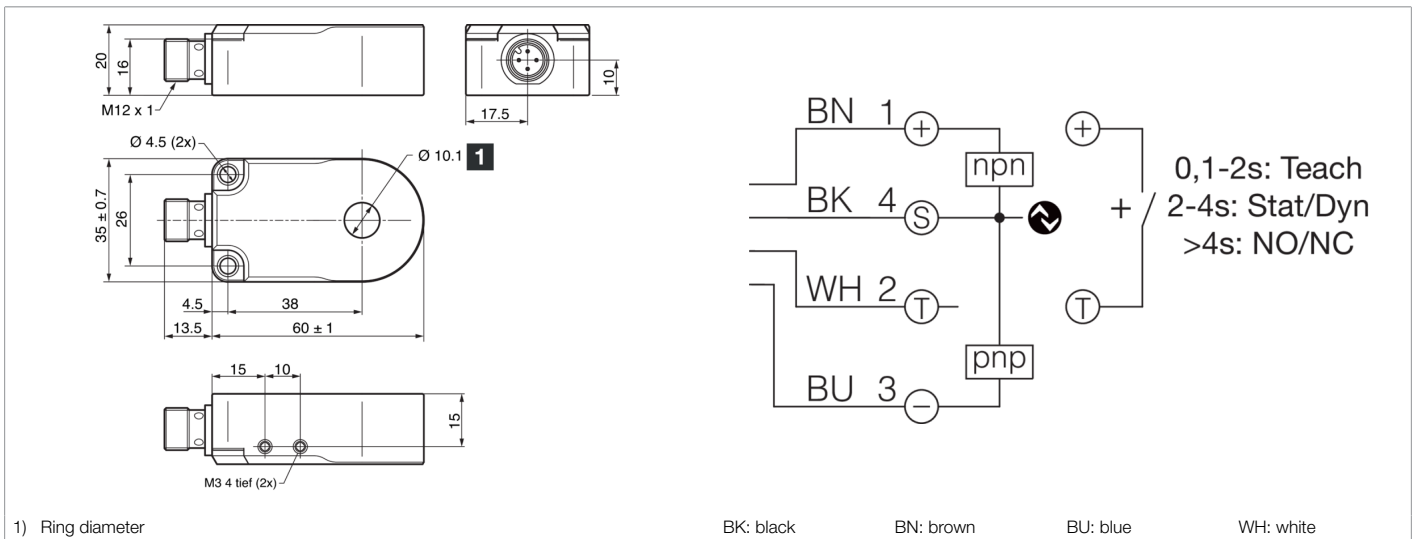 20
16
M12 x 1
10
17.5
Ø 4.5 (2x)
Ø 10.1 1
35 ± 0.7
26
4.5
38
13.5
60 ± 1
15
10
15
M3 4 tief (2x)
BN 1 +
npn
BK 4 S
WH 2 T
pnp
BU 3 −
+
+
T
0,1-2s: Teach
2-4s: Stat/Dyn
>4s: NO/NC
1) Ring diameter
BK: black BN: brown BU: blue WH: white